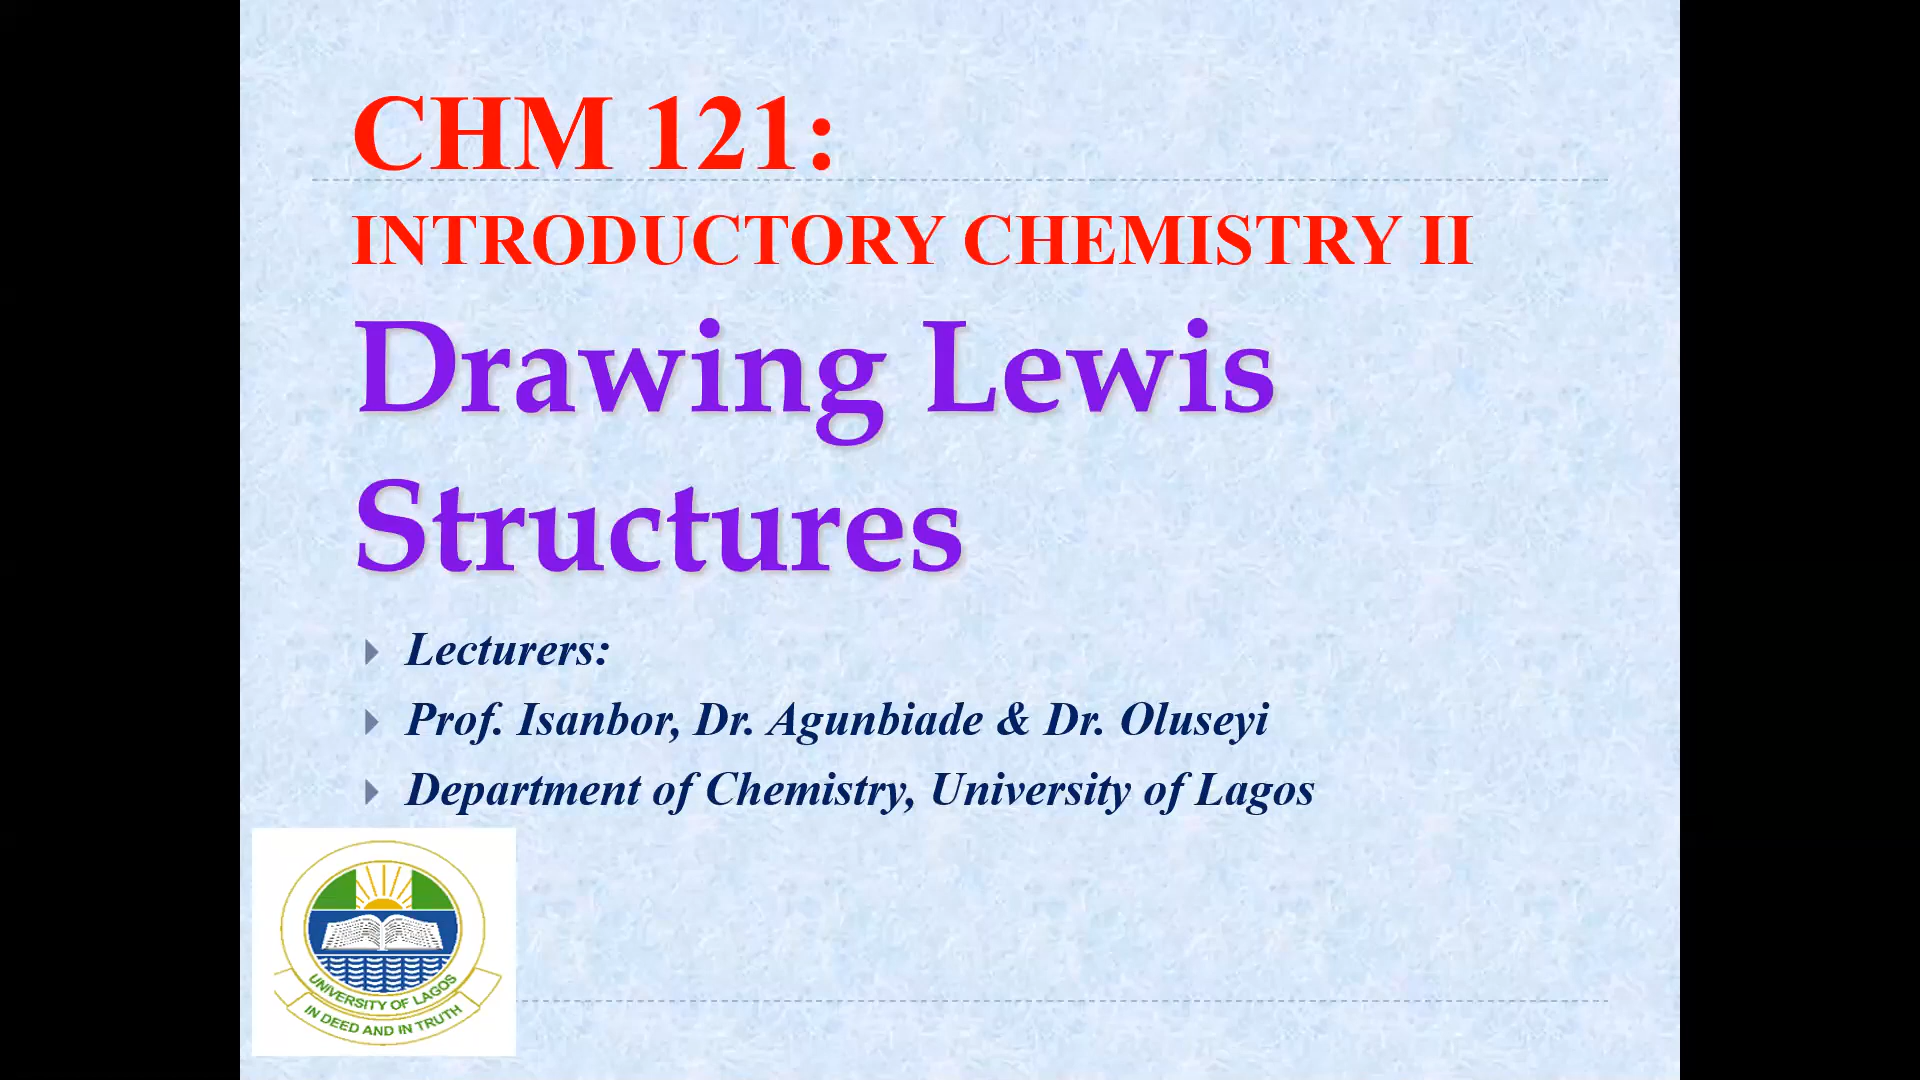 CHM 121:
INTRODUCTORY CHEMISTRY II
Drawing Lewis
Structures
Lecturers:
Prof. Isanbor, Dr. Agunbiade & Dr. Oluseyi
Department of Chemistry, University of Lagos
UNIVERSITY OF LAGOS
IN DEED AND IN TRUTH